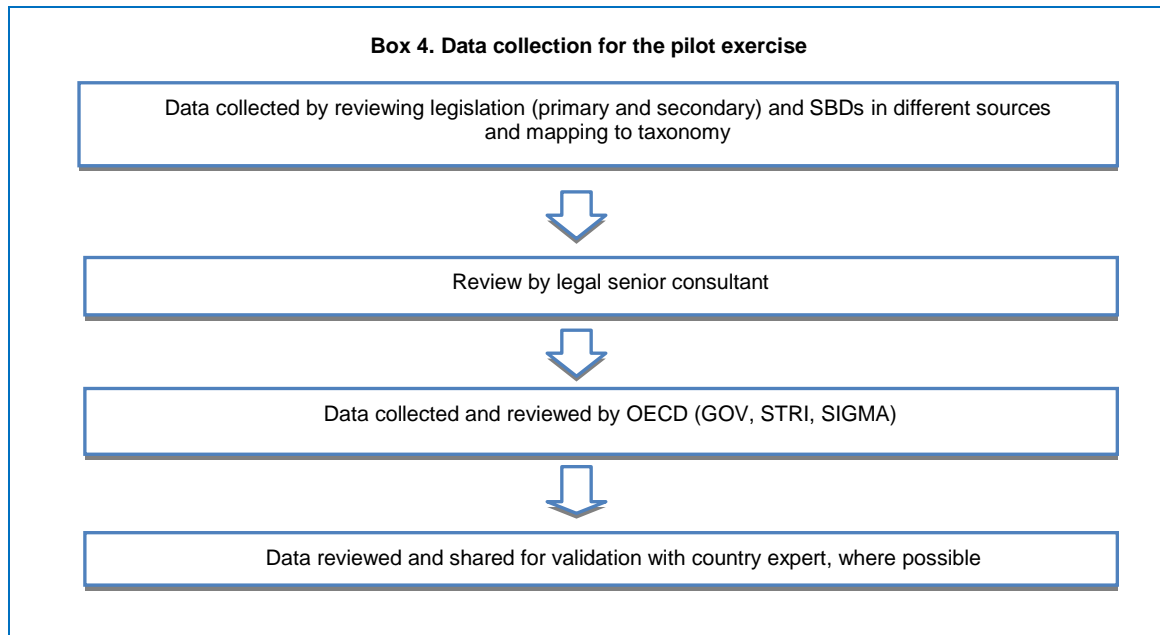 Box 4. Data collection for the pilot exercise
Data collected by reviewing legislation (primary and secondary) and SBDs in different sources
and mapping to taxonomy
Review by legal senior consultant
Data collected and reviewed by OECD (GOV, STRI, SIGMA)
Data reviewed and shared for validation with country expert, where possible